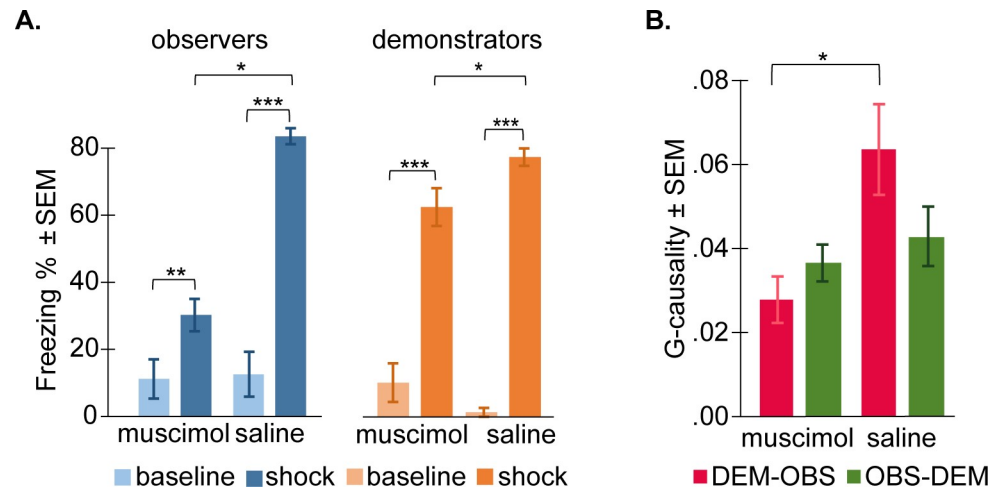 A.
observers
demonstrators
*
*
***
***
***
**
Freezing % ± SEM
80
60
40
20
0
muscimol saline
muscimol saline
baseline shock baseline shock
B.
*
G-causality ± SEM
.08
.06
.04
.02
.00
muscimol saline
DEM-OBS OBS-DEM